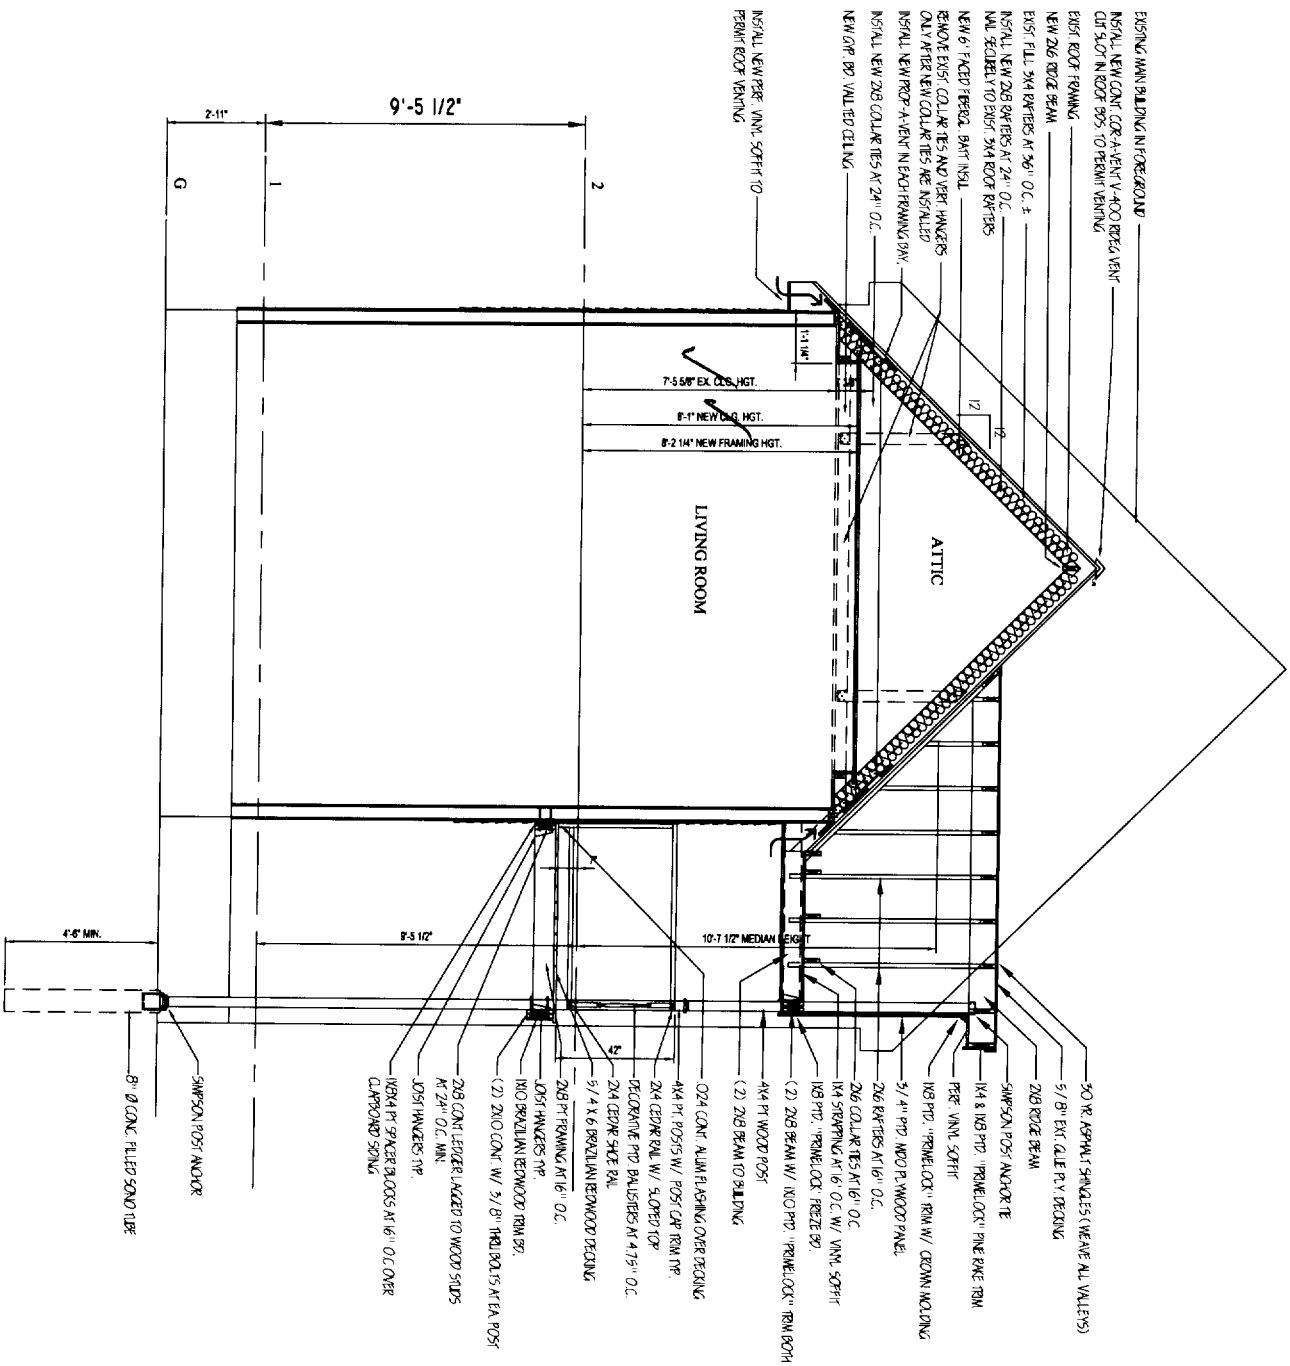 EXISTING MAIN BUILDING IN FOREGROUND
INSTALL NEW CONT. COR-A-VENT V-400 RIDEG VENT
CUT SLOT IN ROOF BDS. TO PERMIT VENTING
EXIST. ROOF FRAMING
NEW 2X6 RIDGE BEAM
EXIST. FULL 3X4 RAFTERS AT 36" O.C. ±
INSTALL NEW 2X8 RAFTERS AT 24" O.C.
NAIL SECURELY TO EXIST. 3X4 ROOF RAFTERS
NEW 6" FACED FIBERGL. BATT INSUL
REMOVE EXIST. COLLAR TIES AND VERT. HANGERS
ONLY AFTER NEW COLLAR TIES ARE INSTALLED
INSTALL NEW PROP-A-VENT IN EACH FRAMING BAY.
INSTALL NEW 2X8 COLLAR TIES AT 24" O.C.
NEW GYP. BD. VAULTED CEILING
INSTALL NEW PERF. VINYL SOFFIT TO
PERMIT ROOF VENTING
9'-5 1/2"
2'-11"
G
1
2
1'-1 1/4"
7'-5 5/8" EX. CLG. HGT.
8'-1" NEW CLG. HGT.
8'-2 1/4" NEW FRAMING HGT.
12
12
ATTIC
LIVING ROOM
7"
42"
4'-6" MIN.
9'-5 1/2"
10'-7 1/2" MEDIAN HEIGHT
30 YR ASPHALT SHINGLES (WEAVE ALL VALLEYS)
5/8" EXT. GLUE PLY. DECKING
2X8 RIDGE BEAM
SIMPSON POST ANCHOR TIE
1X4 & 1X8 PTD. "PRIMELOCK" PINE RAKE TRIM
PERF. VINYL SOFFIT
1X8 PTD. "PRIMELOCK" TRIM W/ CROWN MOLDING
3/4" PTD. MDO PLYWOOD PANEL
2X6 RAFTERS AT 16" O.C.
2X6 COLLAR TIES AT 16" O.C.
1X4 STRAPPING AT 16" O.C. W/ VINYL SOFFIT
1X8 PTD. "PRIMELOCK" FRIEZE BD.
(2) 2X8 BEAM W/ 1X10 PTD. "PRIMELOCK" TRIM BOTH
4X4 PT WOOD POST
(2) 2X8 BEAM TO BUILDING
.024 CONT. ALUM FLASHING OVER DECKING
4X4 PT. POSTS W/ POST CAP TRIM TYP.
2X4 CEDAR RAIL W/ SLOPED TOP
DECORATIVE PTD. BALUSTERS AT 4.75" O.C.
2X4 CEDAR SHOE RAIL
5/4 X 6 BRAZILIAN REDWOOD DECKING
2X8 PT FRAMING AT 16" O.C.
JOIST HANGERS TYP.
1X10 BRAZILIAN REDWOOD TRIM BD.
(2) 2X10 CONT. W/ 3/8" THRU BOLTS AT EA. POST
2X8 CONT. LEDGER LAGGED TO WOOD STUDS
AT 24" O.C. MIN.
JOIST HANGERS TYP.
PT SPACER BLOCKS AT 16" O.C OVER
CLAPBOARD SIDING
SIMPSON POST ANCHOR
8" Ø CONC. FILLED SONO TUBE